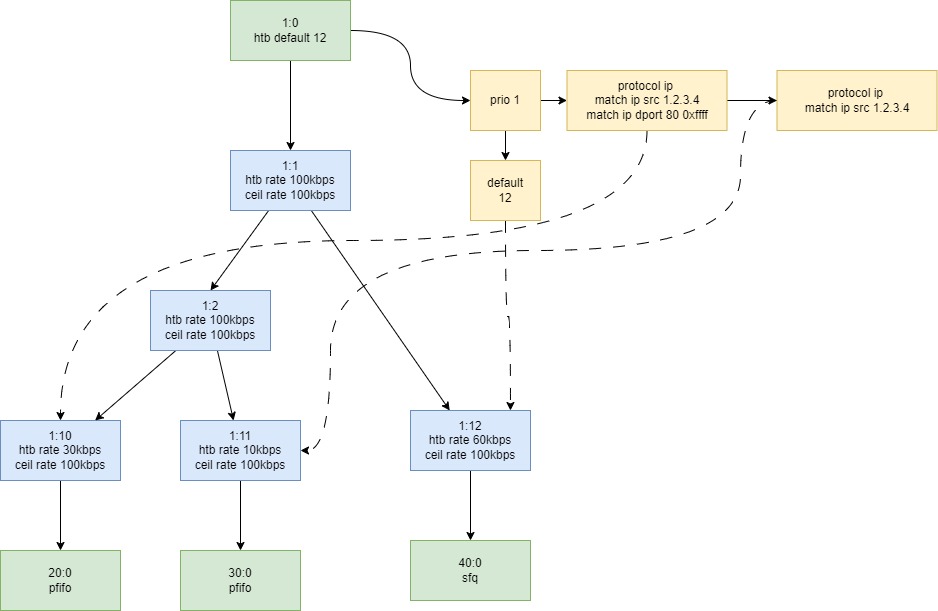 1:0
htb default 12
prio 1
protocol ip
match ip src 1.2.3.4
match ip dport 80 0xffff
protocol ip
match ip src 1.2.3.4
1:1
htb rate 100kbps
ceil rate 100kbps
default
12
1:2
htb rate 100kbps
ceil rate 100kbps
1:10
htb rate 30kbps
ceil rate 100kbps
1:11
htb rate 10kbps
ceil rate 100kbps
1:12
htb rate 60kbps
ceil rate 100kbps
20:0
pfifo
30:0
pfifo
40:0
sfq